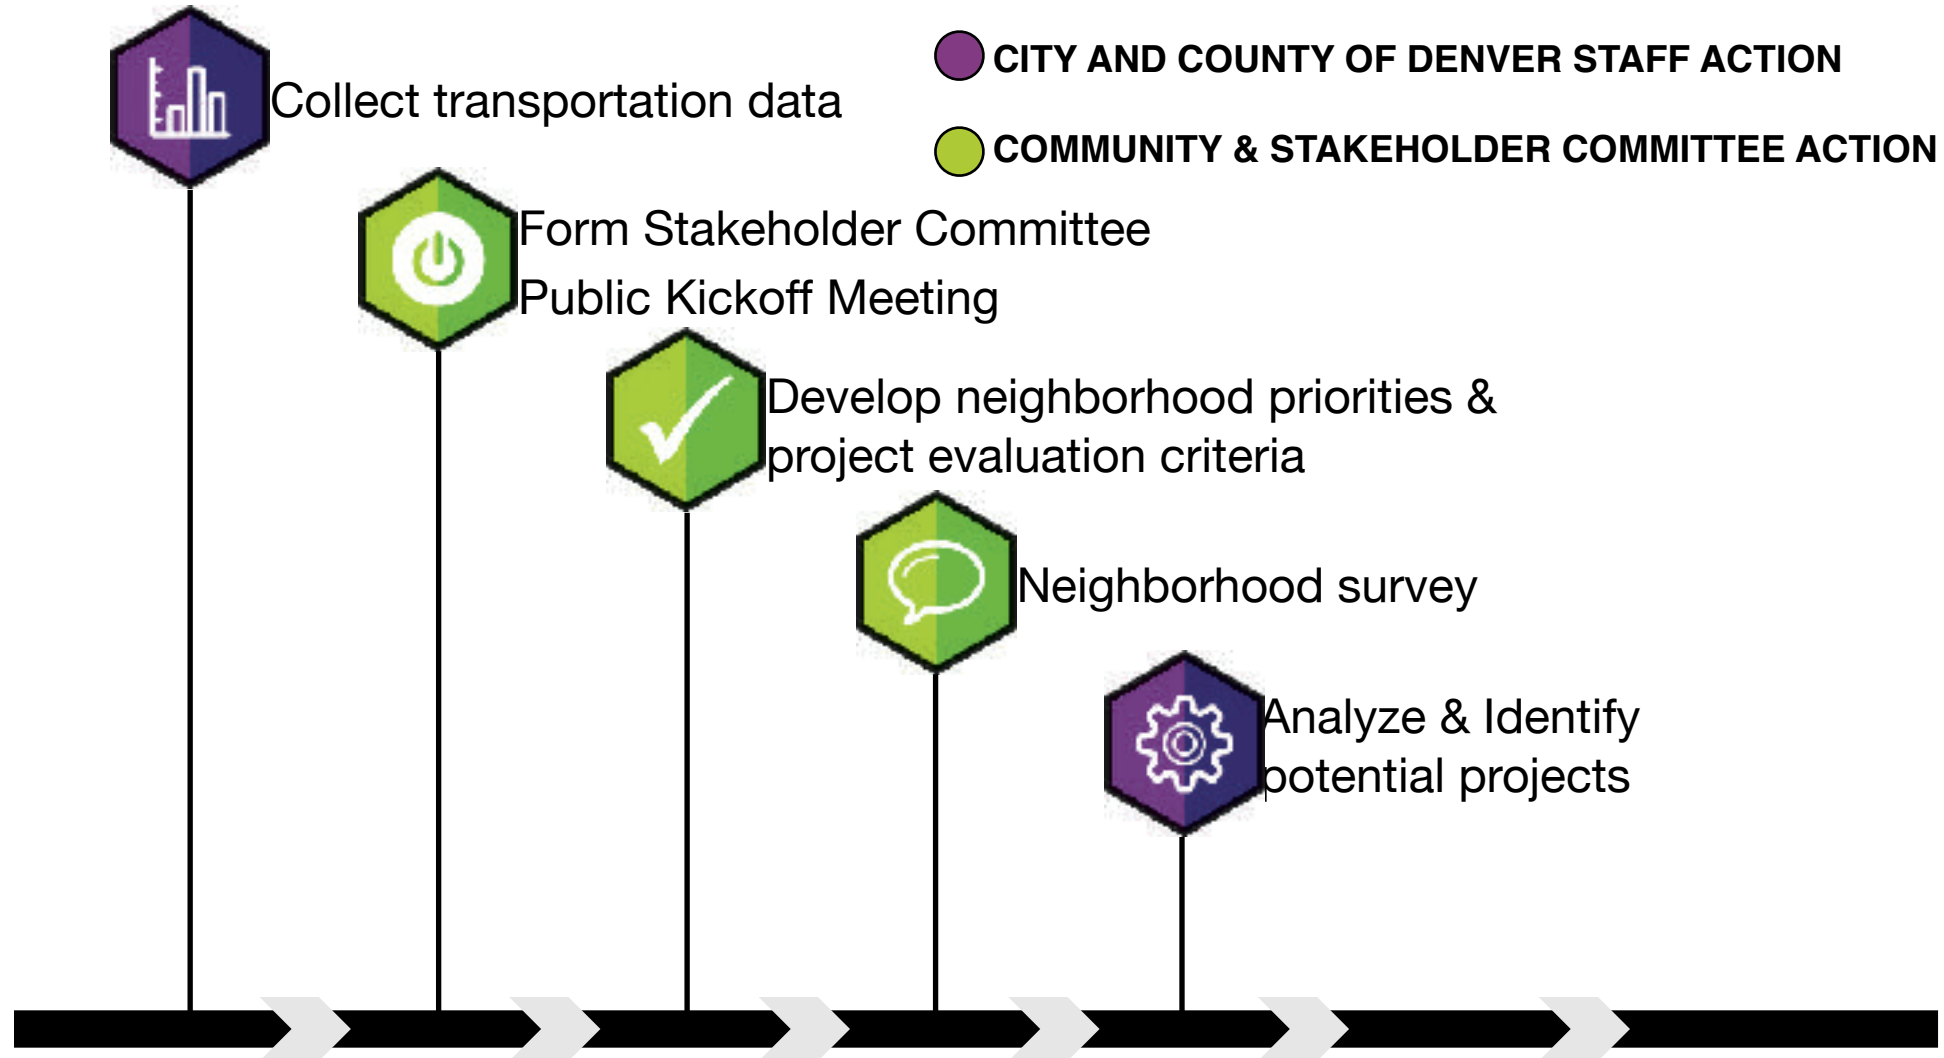 CITY AND COUNTY OF DENVER STAFF ACTION
Collect transportation data
COMMUNITY & STAKEHOLDER COMMITTEE ACTION
Form Stakeholder Committee
Public Kickoff Meeting
Develop neighborhood priorities &
project evaluation criteria
Neighborhood survey
Analyze & Identify
potential projects